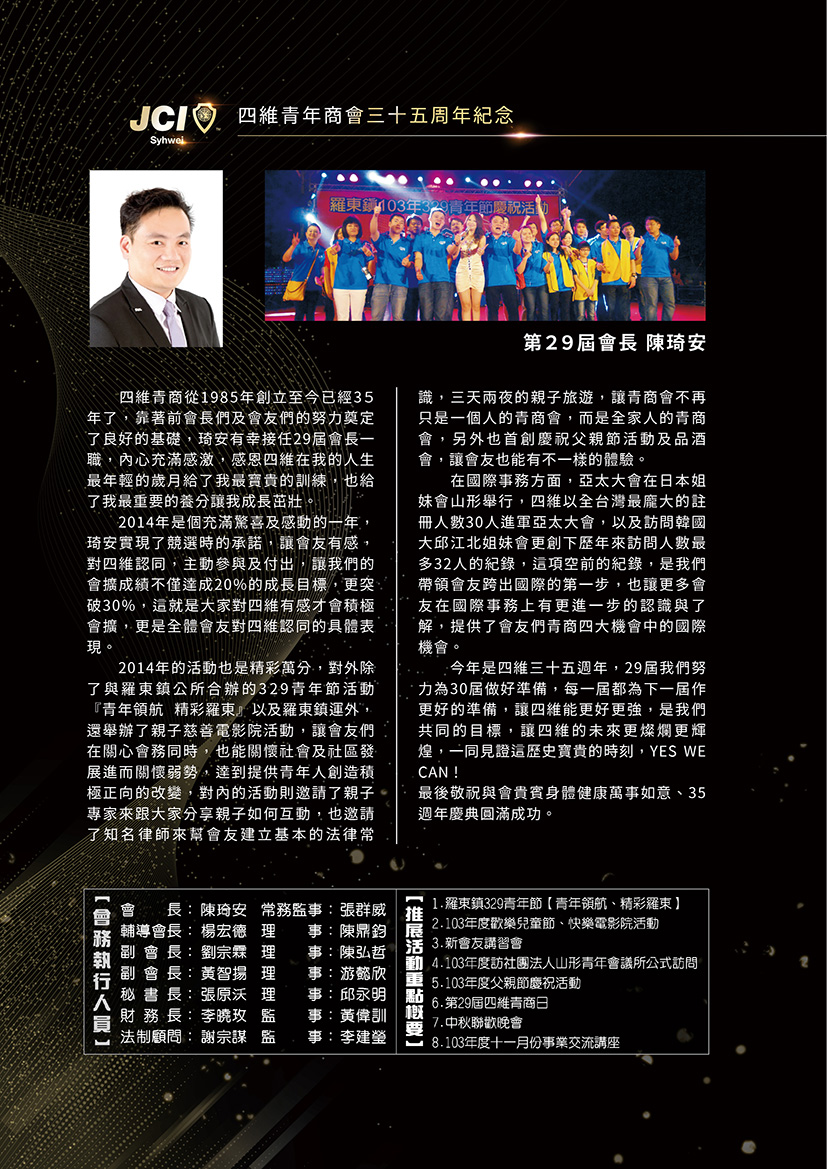 JCI
Syhwei
四維青年商會三十五周年紀念
羅東鎮103年329青年節慶祝活動
第29屆會長 陳琦安
四維青商從1985年創立至今已經35
年了，靠著前會長們及會友們的努力奠定
了良好的基礎，琦安有幸接任29屆會長一
職，內心充滿感激，感恩四維在我的人生
最年輕的歲月給了我最寶貴的訓練，也給
了我最重要的養分讓我成長茁壯。
2014年是個充滿驚喜及感動的一年，
琦安實現了競選時的承諾，讓會友有感，
對四維認同，主動參與及付出，讓我們的
會擴成績不僅達成20%的成長目標，更突
破30%，這就是大家對四維有感才會積極
會擴，更是全體會友對四維認同的具體表
現。
2014年的活動也是精彩萬分，對外除
了與羅東鎮公所合辦的329青年節活動
『青年領航 精彩羅東』以及羅東鎮運外，
還舉辦了親子慈善電影院活動，讓會友們
在關心會務同時，也能關懷社會及社區發
展進而關懷弱勢，達到提供青年人創造積
極正向的改變，對內的活動則邀請了親子
專家來跟大家分享親子如何互動，也邀請
了知名律師來幫會友建立基本的法律常
識，三天兩夜的親子旅遊，讓青商會不再
只是一個人的青商會，而是全家人的青商
會，另外也首創慶祝父親節活動及品酒
會，讓會友也能有不一樣的體驗。
在國際事務方面，亞太大會在日本姐
妹會山形舉行，四維以全台灣最龐大的註
冊人數30人進軍亞太大會，以及訪問韓國
大邱江北姐妹會更創下歷年來訪問人數最
多32人的紀錄，這項空前的紀錄，是我們
帶領會友跨出國際的第一步，也讓更多會
友在國際事務上有更進一步的認識與了
解，提供了會友們青商四大機會中的國際
機會。
今年是四維三十五週年，29屆我們努
力為30屆做好準備，每一屆都為下一屆作
更好的準備，讓四維能更好更強，是我們
共同的目標，讓四維的未來更燦爛更輝
煌，一同見證這歷史寶貴的時刻，YES WE
CAN！
最後敬祝與會貴賓身體健康萬事如意、35
週年慶典圓滿成功。
【會務執行人員】
會長：陳琦安 常務監事：張群威
輔導會長：楊宏德 理事：陳鼎鈞
副會長：劉宗霖 理事：陳弘哲
副會長：黃智揚 理事：游懿欣
秘書長：張原沃 理事：邱永明
財務長：李曉玫 監事：黃偉訓
法制顧問：謝宗謀 監事：李建瑩
【推展活動重點概要】
1.羅東鎮329青年節【青年領航、精彩羅東】
2.103年度歡樂兒童節、快樂電影院活動
3.新會友講習會
4.103年度訪社團法人山形青年會議所公式訪問
5.103年度父親節慶祝活動
6.第29屆四維青商日
7.中秋聯歡晚會
8.103年度十一月份事業交流講座